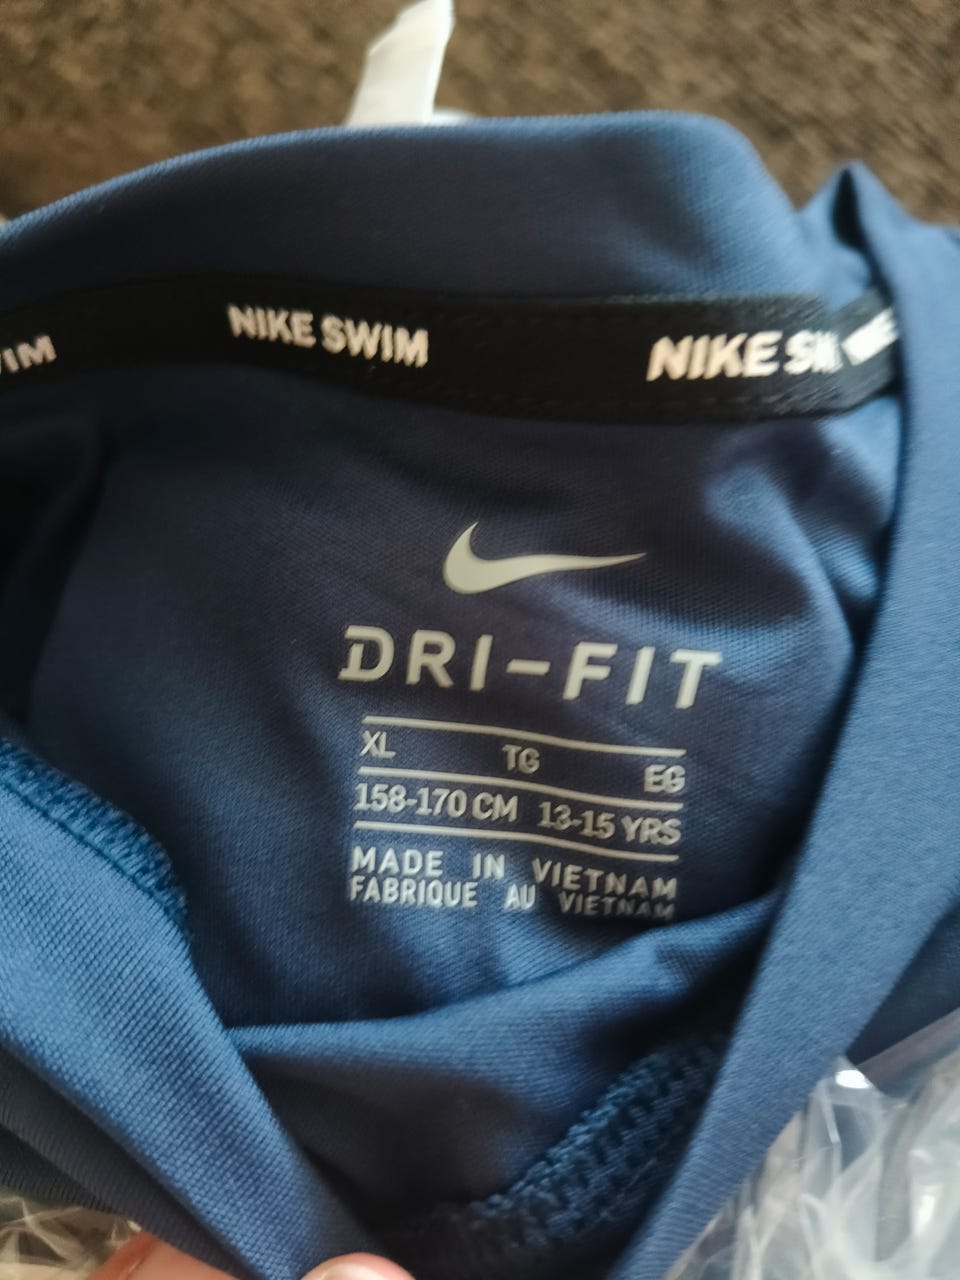 NIKE SWIM NIKE
DRI-FIT
XL TG EG
158-170 CM 13-15 YRS
MADE IN VIETNAM
FABRIQUE AU VIETNAM